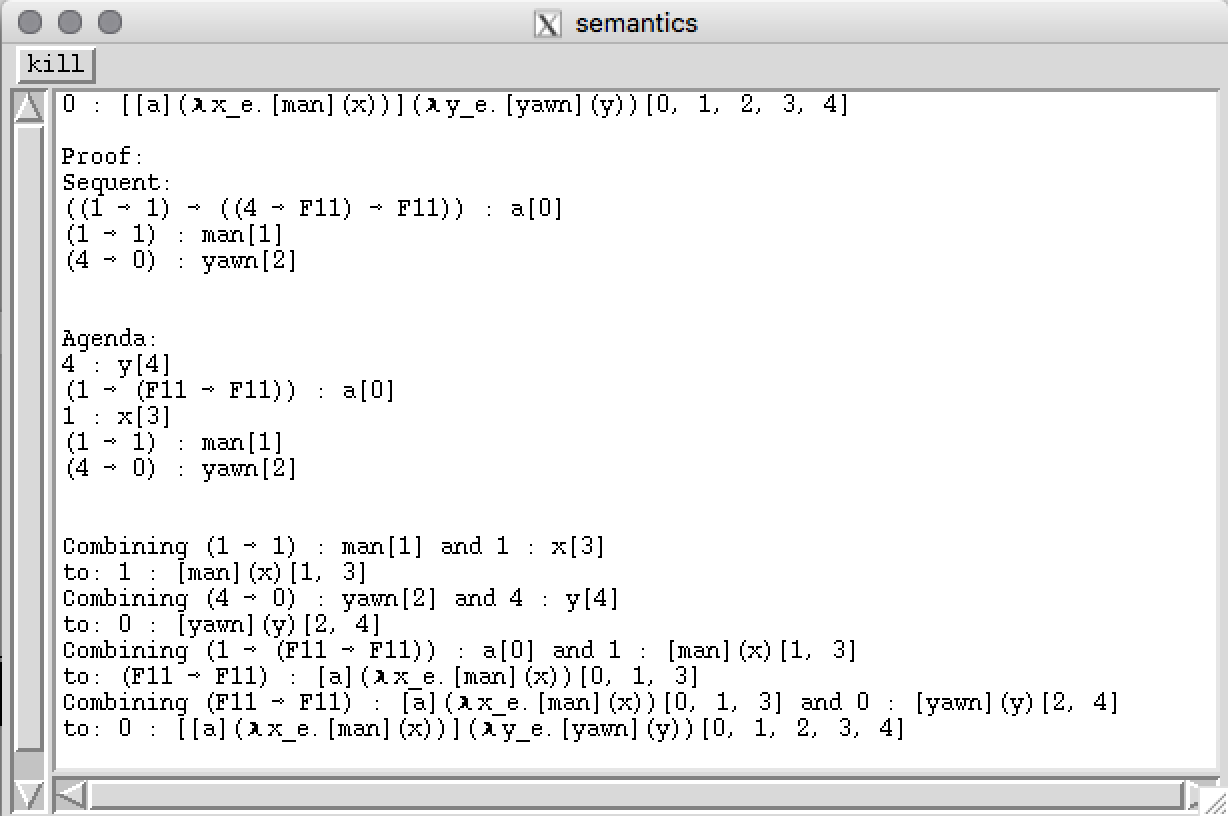 semantics
kill
0 : [[a](λx_e.[man](x))](λy_e.[yawn](y))[0, 1, 2, 3, 4]
Proof:
Sequent:
((1 → 1) → ((4 → F11) → F11)) : a[0]
(1 → 1) : man[1]
(4 → 0) : yawn[2]
Agenda:
4 : y[4]
(1 → (F11 → F11)) : a[0]
1 : x[3]
(1 → 1) : man[1]
(4 → 0) : yawn[2]
Combining (1 → 1) : man[1] and 1 : x[3]
to: 1 : [man](x)[1, 3]
Combining (4 → 0) : yawn[2] and 4 : y[4]
to: 0 : [yawn](y)[2, 4]
Combining (1 → (F11 → F11)) : a[0] and 1 : [man](x)[1, 3]
to: (F11 → F11) : [a](λx_e.[man](x))[0, 1, 3]
Combining (F11 → F11) : [a](λx_e.[man](x))[0, 1, 3] and 0 : [yawn](y)[2, 4]
to: 0 : [[a](λx_e.[man](x))](λy_e.[yawn](y))[0, 1, 2, 3, 4]